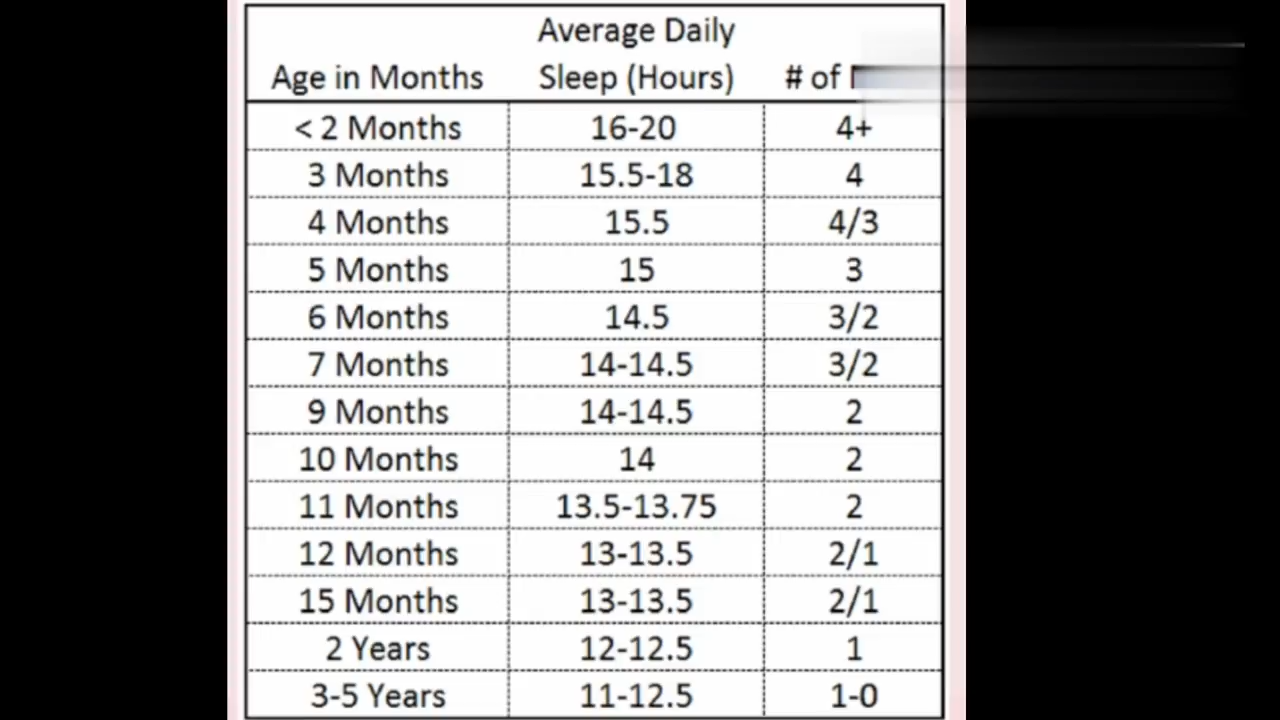 Average Daily
Age in Months Sleep (Hours) # of
< 2 Months 16-20 4+
3 Months 15.5-18 4
4 Months 15.5 4/3
5 Months 15 3
6 Months 14.5 3/2
7 Months 14-14.5 3/2
9 Months 14-14.5 2
10 Months 14 2
11 Months 13.5-13.75 2
12 Months 13-13.5 2/1
15 Months 13-13.5 2/1
2 Years 12-12.5 1
3-5 Years 11-12.5 1-0